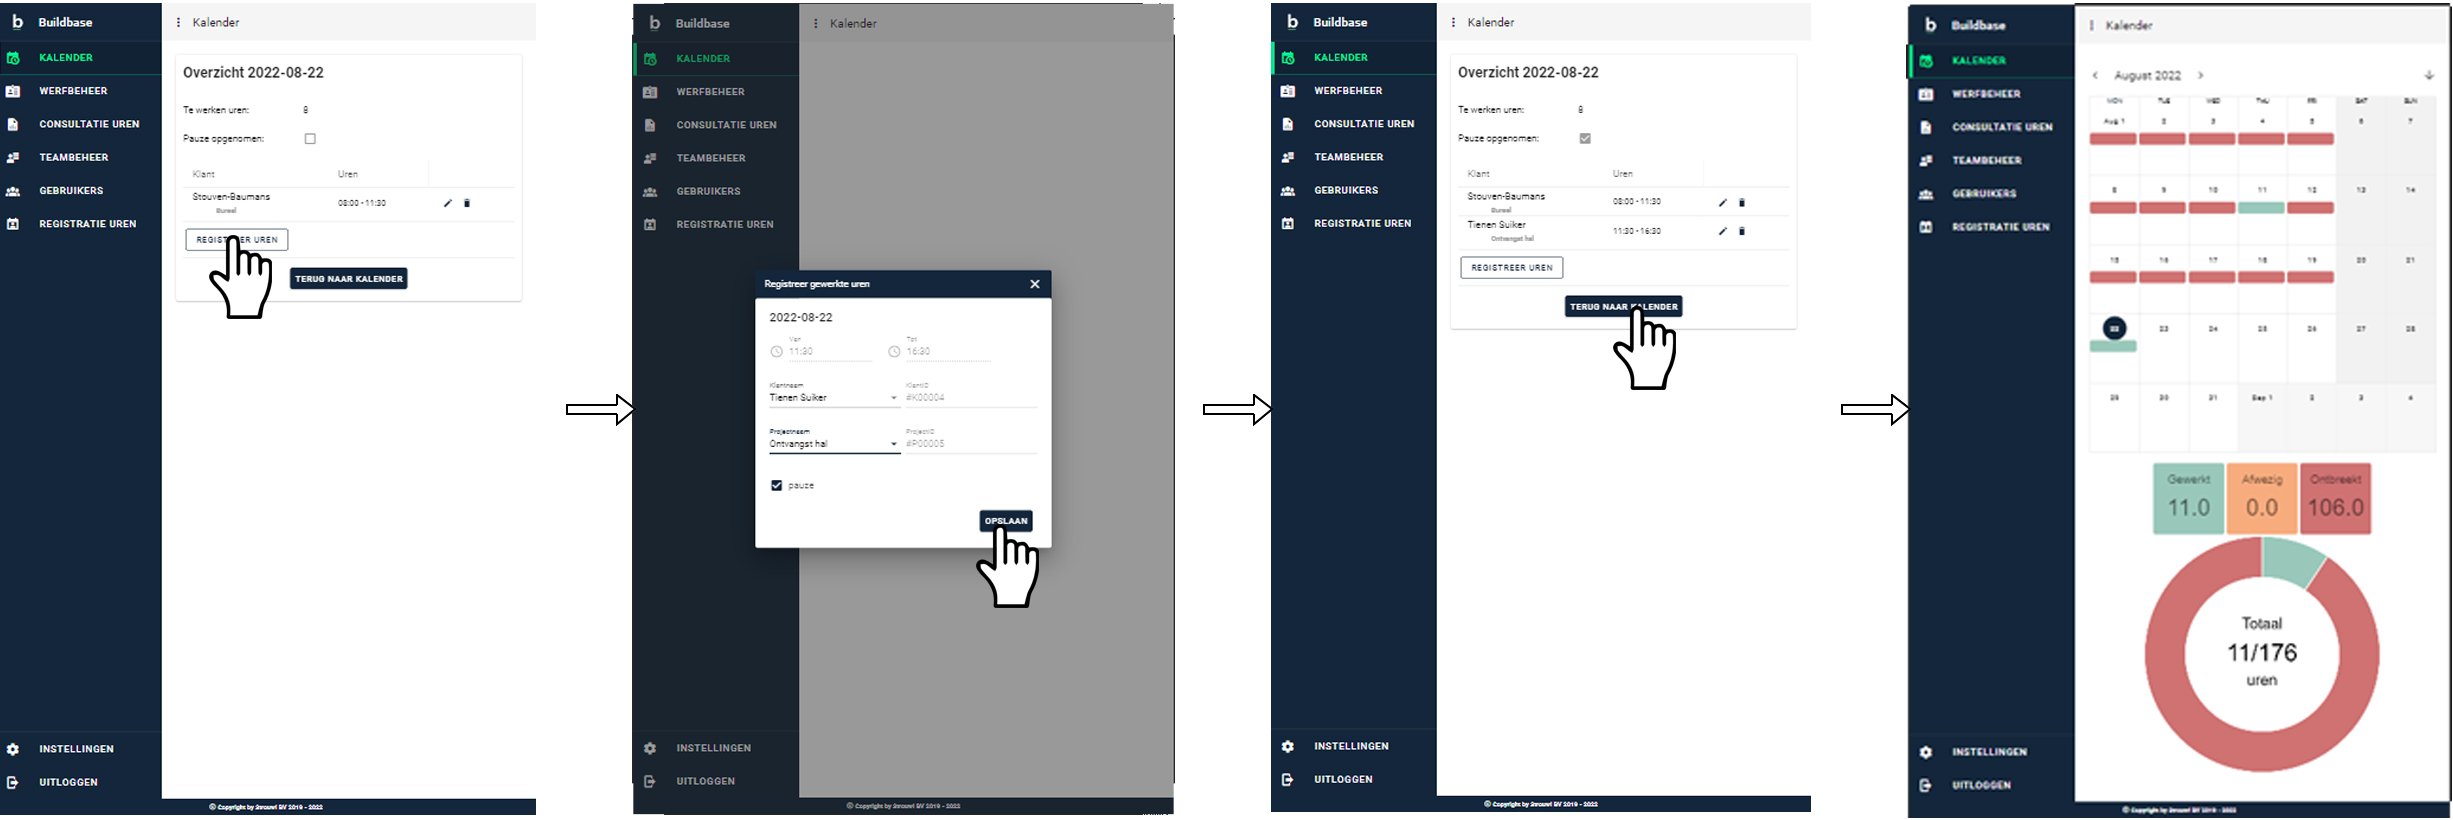 Buildbase
KALENDER
WERFBEHEER
CONSULTATIE UREN
TEAMBEHEER
GEBRUIKERS
REGISTRATIE UREN
INSTELLINGEN
UITLOGGEN
Kalender
Overzicht 2022-08-22
Te werken uren: 8
Pauze opgenomen:
Klant Uren
Stouven-Baumans 08:00 - 11:30
Bureel
REGISTREER UREN
TERUG NAAR KALENDER
© Copyright by Strouwi BV 2019 - 2022
Buildbase
KALENDER
WERFBEHEER
CONSULTATIE UREN
TEAMBEHEER
GEBRUIKERS
REGISTRATIE UREN
INSTELLINGEN
UITLOGGEN
Kalender
Registreer gewerkte uren
2022-08-22
Van Tot
11:30 16:30
Klantnaam KlantID
Tienen Suiker #K00004
Projectnaam ProjectID
Ontvangst hal #P00005
pauze
OPSLAAN
© Copyright by Strouwi BV 2019 - 2022
Buildbase
KALENDER
WERFBEHEER
CONSULTATIE UREN
TEAMBEHEER
GEBRUIKERS
REGISTRATIE UREN
INSTELLINGEN
UITLOGGEN
Kalender
Overzicht 2022-08-22
Te werken uren: 8
Pauze opgenomen:
Klant Uren
Stouven-Baumans 08:00 - 11:30
Bureel
Tienen Suiker 11:30 - 16:30
Ontvangst hal
REGISTREER UREN
TERUG NAAR KALENDER
© Copyright by Strouwi BV 2019 - 2022
Buildbase
KALENDER
WERFBEHEER
CONSULTATIE UREN
TEAMBEHEER
GEBRUIKERS
REGISTRATIE UREN
INSTELLINGEN
UITLOGGEN
Kalender
August 2022
MON TUE WED THU FRI SAT SUN
Aug 1 2 3 4 5 6 7
8 9 10 11 12 13 14
15 16 17 18 19 20 21
22 23 24 25 26 27 28
29 30 31 Sep 1 2 3 4
Gewerkt Afwezig Ontbreekt
11.0 0.0 106.0
Totaal
11/176
uren
© Copyright by Strouwi BV 2019 - 2022